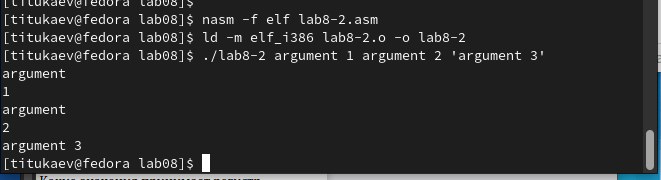 [titukaev@fedora lab08]$
[titukaev@fedora lab08]$ nasm -f elf lab8-2.asm
[titukaev@fedora lab08]$ ld -m elf_i386 lab8-2.o -o lab8-2
[titukaev@fedora lab08]$ ./lab8-2 argument 1 argument 2 'argument 3'
argument
1
argument
2
argument 3
[titukaev@fedora lab08]$